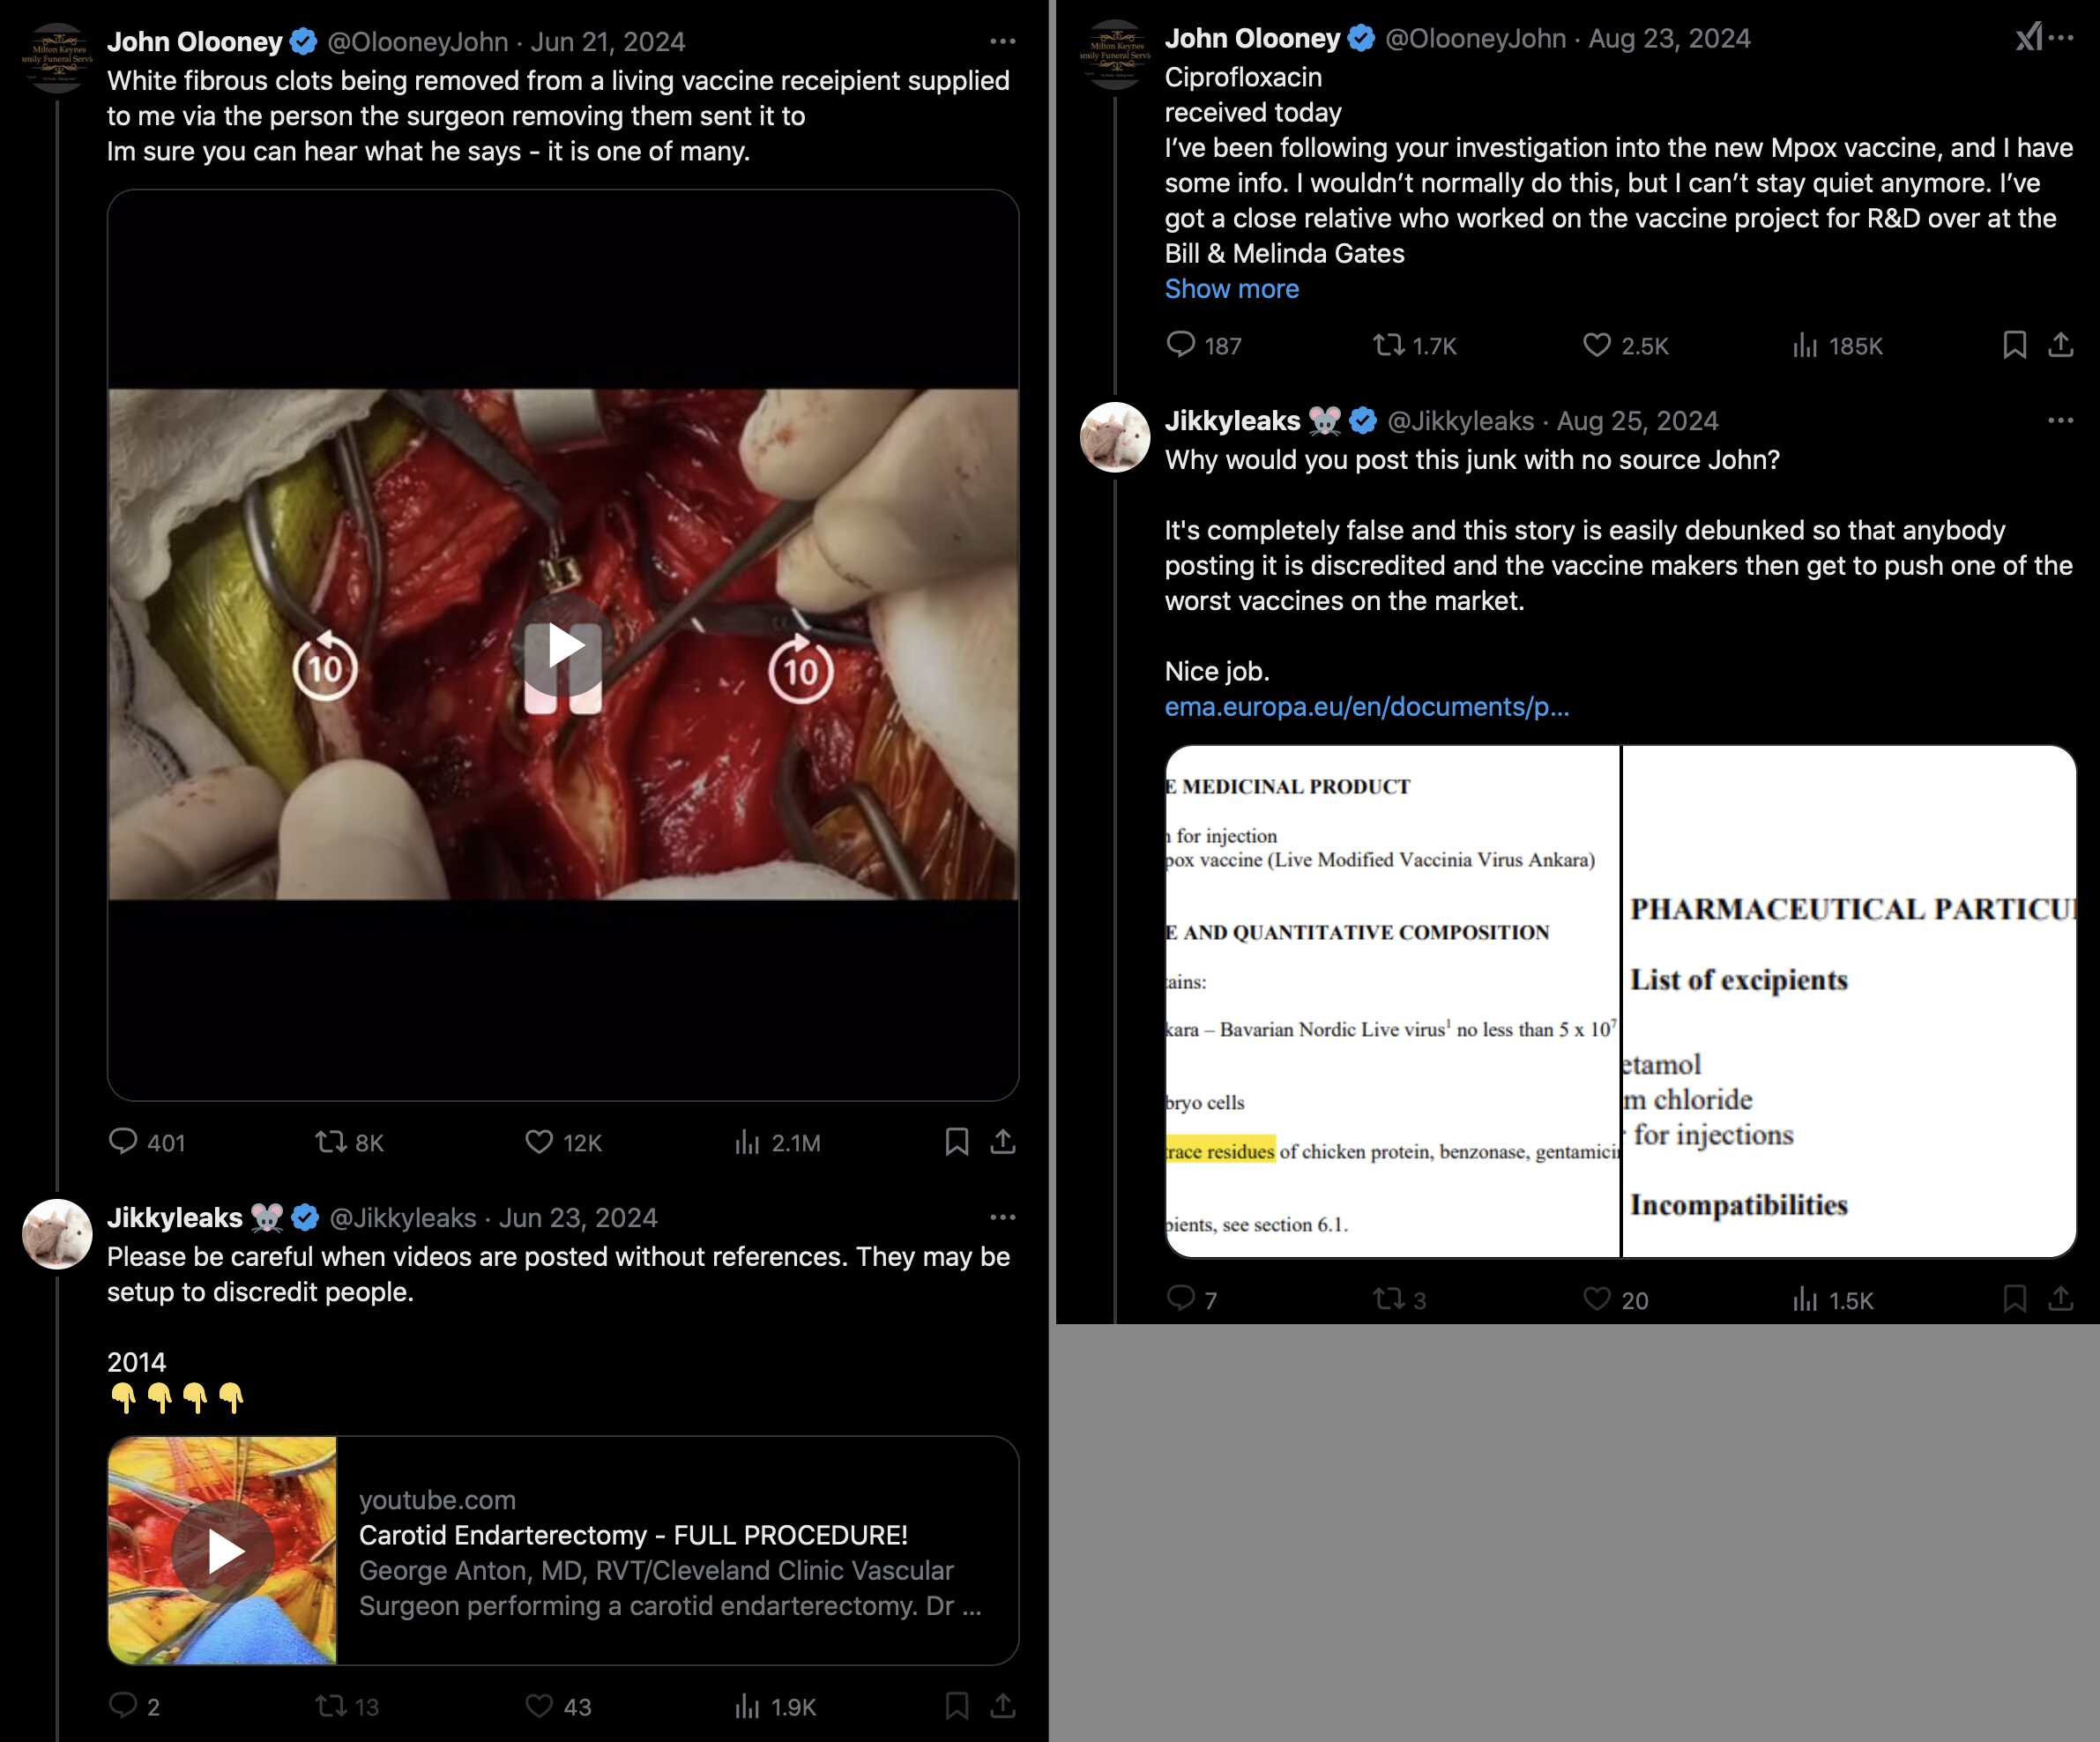 John Olooney @OlooneyJohn · Jun 21, 2024
White fibrous clots being removed from a living vaccine receipient supplied
to me via the person the surgeon removing them sent it to
Im sure you can hear what he says - it is one of many.
10
10
401 8K 12K 2.1M
Jikkyleaks 🐭 @Jikkyleaks · Jun 23, 2024
Please be careful when videos are posted without references. They may be
setup to discredit people.
2014
👇👇👇👇
youtube.com
Carotid Endarterectomy - FULL PROCEDURE!
George Anton, MD, RVT/Cleveland Clinic Vascular
Surgeon performing a carotid endarterectomy. Dr ...
2 13 43 1.9K
John Olooney @OlooneyJohn · Aug 23, 2024
Ciprofloxacin
received today
I've been following your investigation into the new Mpox vaccine, and I have
some info. I wouldn't normally do this, but I can't stay quiet anymore. I've
got a close relative who worked on the vaccine project for R&D over at the
Bill & Melinda Gates
Show more
187 1.7K 2.5K 185K
Jikkyleaks 🐭 @Jikkyleaks · Aug 25, 2024
Why would you post this junk with no source John?
It's completely false and this story is easily debunked so that anybody
posting it is discredited and the vaccine makers then get to push one of the
worst vaccines on the market.
Nice job.
ema.europa.eu/en/documents/p...
E MEDICINAL PRODUCT
n for injection
pox vaccine (Live Modified Vaccinia Virus Ankara)
E AND QUANTITATIVE COMPOSITION
tains:
kara – Bavarian Nordic Live virus¹ no less than 5 x 10⁷
bryo cells
trace residues of chicken protein, benzonase, gentamicin
pients, see section 6.1.
PHARMACEUTICAL PARTICU
List of excipients
etamol
m chloride
for injections
Incompatibilities
7 3 20 1.5K